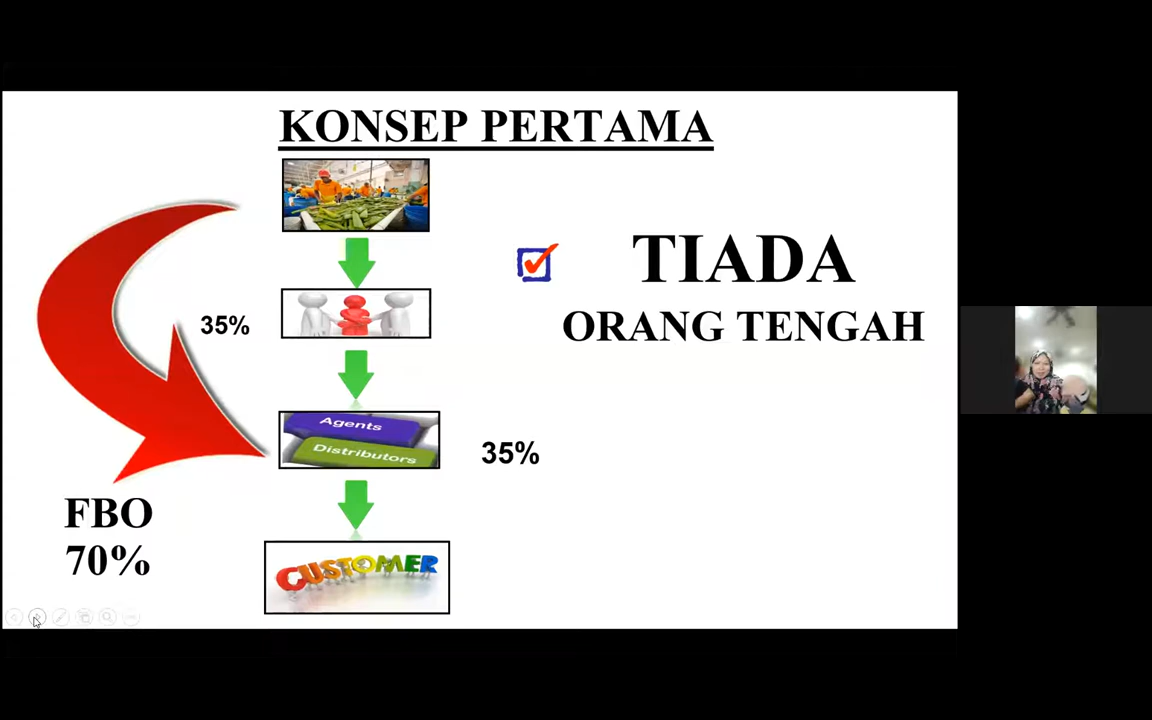 KONSEP PERTAMA
TIADA
ORANG TENGAH
35%
Agents
Distributors
35%
FBO
70%
CUSTOMER